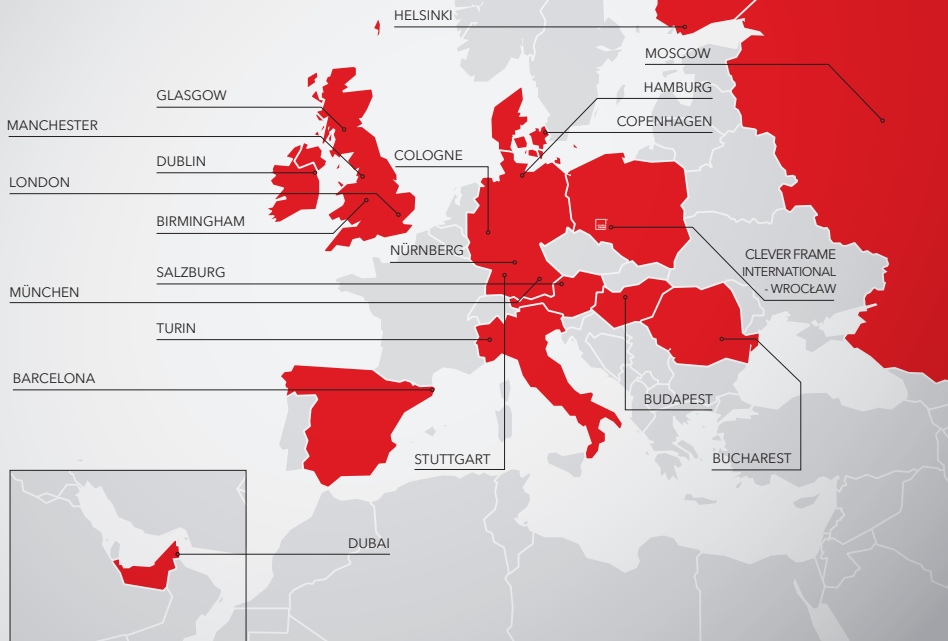 HELSINKI
MOSCOW
GLASGOW
HAMBURG
MANCHESTER
COPENHAGEN
DUBLIN
COLOGNE
LONDON
BIRMINGHAM
NÜRNBERG
CLEVER FRAME
INTERNATIONAL
- WROCŁAW
SALZBURG
MÜNCHEN
TURIN
BARCELONA
BUDAPEST
STUTTGART
BUCHAREST
DUBAI